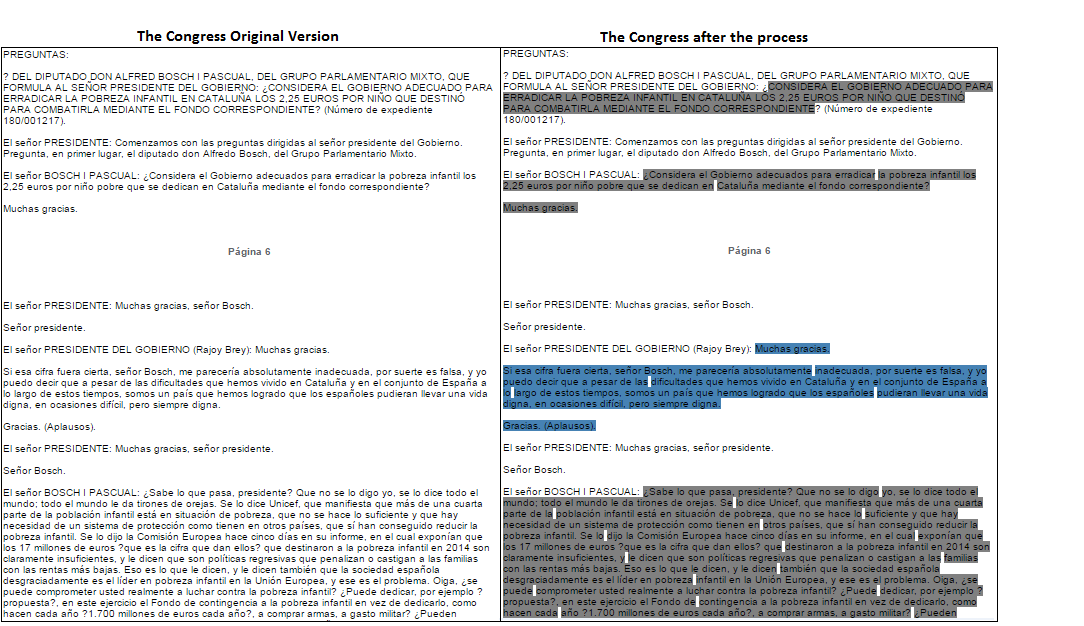 The Congress Original Version
PREGUNTAS:
? DEL DIPUTADO DON ALFRED BOSCH I PASCUAL, DEL GRUPO PARLAMENTARIO MIXTO, QUE
FORMULA AL SEÑOR PRESIDENTE DEL GOBIERNO: ¿CONSIDERA EL GOBIERNO ADECUADO PARA
ERRADICAR LA POBREZA INFANTIL EN CATALUÑA LOS 2,25 EUROS POR NIÑO QUE DESTINÓ
PARA COMBATIRLA MEDIANTE EL FONDO CORRESPONDIENTE? (Número de expediente
180/001217).
El señor PRESIDENTE: Comenzamos con las preguntas dirigidas al señor presidente del Gobierno.
Pregunta, en primer lugar, el diputado don Alfredo Bosch, del Grupo Parlamentario Mixto.
El señor BOSCH I PASCUAL: ¿Considera el Gobierno adecuados para erradicar la pobreza infantil los
2,25 euros por niño pobre que se dedican en Cataluña mediante el fondo correspondiente?
Muchas gracias.
Página 6
El señor PRESIDENTE: Muchas gracias, señor Bosch.
Señor presidente.
El señor PRESIDENTE DEL GOBIERNO (Rajoy Brey): Muchas gracias.
Si esa cifra fuera cierta, señor Bosch, me parecería absolutamente inadecuada, por suerte es falsa, y yo
puedo decir que a pesar de las dificultades que hemos vivido en Cataluña y en el conjunto de España a
lo largo de estos tiempos, somos un país que hemos logrado que los españoles pudieran llevar una vida
digna, en ocasiones difícil, pero siempre digna.
Gracias. (Aplausos).
El señor PRESIDENTE: Muchas gracias, señor presidente.
Señor Bosch.
El señor BOSCH I PASCUAL: ¿Sabe lo que pasa, presidente? Que no se lo digo yo, se lo dice todo el
mundo; todo el mundo le da tirones de orejas. Se lo dice Unicef, que manifiesta que más de una cuarta
parte de la población infantil está en situación de pobreza, que no se hace lo suficiente y que hay
necesidad de un sistema de protección como tienen en otros países, que sí han conseguido reducir la
pobreza infantil. Se lo dijo la Comisión Europea hace cinco días en su informe, en el cual exponían que
los 17 millones de euros ?que es la cifra que dan ellos? que destinaron a la pobreza infantil en 2014 son
claramente insuficientes, y le dicen que son políticas regresivas que penalizan o castigan a las familias
con las rentas más bajas. Eso es lo que le dicen, y le dicen también que la sociedad española
desgraciadamente es el líder en pobreza infantil en la Unión Europea, y ese es el problema. Oiga, ¿se
puede comprometer usted realmente a luchar contra la pobreza infantil? ¿Puede dedicar, por ejemplo ?
propuesta?, en este ejercicio el Fondo de contingencia a la pobreza infantil en vez de dedicarlo, como
hacen cada año ?1.700 millones de euros cada año?, a comprar armas, a gasto militar? ¿Pueden
The Congress after the process
PREGUNTAS:
? DEL DIPUTADO DON ALFRED BOSCH I PASCUAL, DEL GRUPO PARLAMENTARIO MIXTO, QUE
FORMULA AL SEÑOR PRESIDENTE DEL GOBIERNO: ¿CONSIDERA EL GOBIERNO ADECUADO PARA
ERRADICAR LA POBREZA INFANTIL EN CATALUÑA LOS 2,25 EUROS POR NIÑO QUE DESTINÓ
PARA COMBATIRLA MEDIANTE EL FONDO CORRESPONDIENTE? (Número de expediente
180/001217).
El señor PRESIDENTE: Comenzamos con las preguntas dirigidas al señor presidente del Gobierno.
Pregunta, en primer lugar, el diputado don Alfredo Bosch, del Grupo Parlamentario Mixto.
El señor BOSCH I PASCUAL: ¿Considera el Gobierno adecuados para erradicar la pobreza infantil los
2,25 euros por niño pobre que se dedican en Cataluña mediante el fondo correspondiente?
Muchas gracias.
Página 6
El señor PRESIDENTE: Muchas gracias, señor Bosch.
Señor presidente.
El señor PRESIDENTE DEL GOBIERNO (Rajoy Brey): Muchas gracias.
Si esa cifra fuera cierta, señor Bosch, me parecería absolutamente inadecuada, por suerte es falsa, y yo
puedo decir que a pesar de las dificultades que hemos vivido en Cataluña y en el conjunto de España a
lo largo de estos tiempos, somos un país que hemos logrado que los españoles pudieran llevar una vida
digna, en ocasiones difícil, pero siempre digna.
Gracias. (Aplausos).
El señor PRESIDENTE: Muchas gracias, señor presidente.
Señor Bosch.
El señor BOSCH I PASCUAL: ¿Sabe lo que pasa, presidente? Que no se lo digo yo, se lo dice todo el
mundo; todo el mundo le da tirones de orejas. Se lo dice Unicef, que manifiesta que más de una cuarta
parte de la población infantil está en situación de pobreza, que no se hace lo suficiente y que hay
necesidad de un sistema de protección como tienen en otros países, que sí han conseguido reducir la
pobreza infantil. Se lo dijo la Comisión Europea hace cinco días en su informe, en el cual exponían que
los 17 millones de euros ?que es la cifra que dan ellos? que destinaron a la pobreza infantil en 2014 son
claramente insuficientes, y le dicen que son políticas regresivas que penalizan o castigan a las familias
con las rentas más bajas. Eso es lo que le dicen, y le dicen también que la sociedad española
desgraciadamente es el líder en pobreza infantil en la Unión Europea, y ese es el problema. Oiga, ¿se
puede comprometer usted realmente a luchar contra la pobreza infantil? ¿Puede dedicar, por ejemplo ?
propuesta?, en este ejercicio el Fondo de contingencia a la pobreza infantil en vez de dedicarlo, como
hacen cada año ?1.700 millones de euros cada año?, a comprar armas, a gasto militar? ¿Pueden